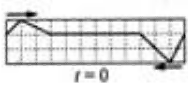 t = 0